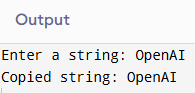 Output
Enter a string: OpenAI
Copied string: OpenAI